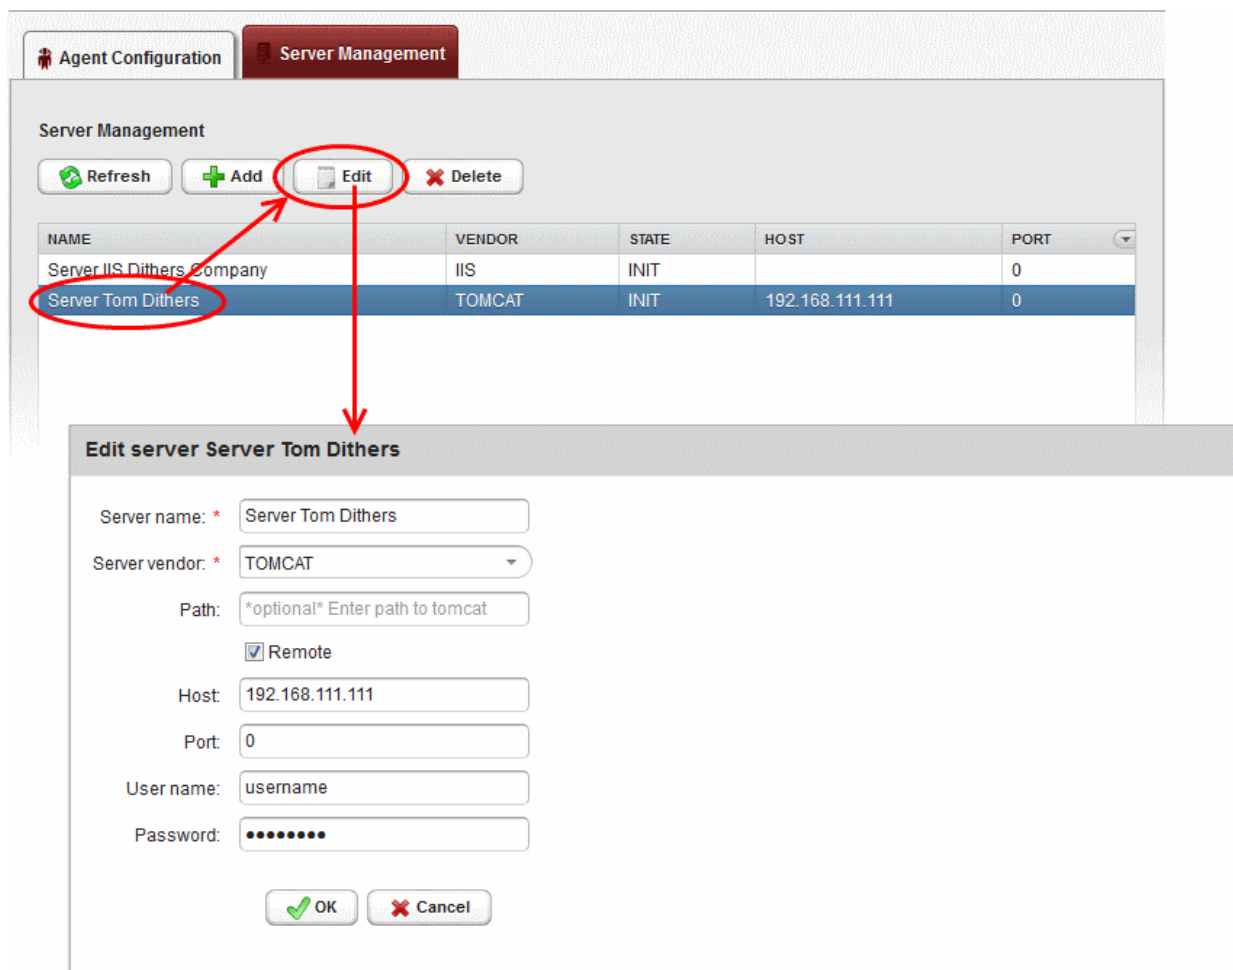 Agent Configuration Server Management
Server Management
Refresh Add Edit Delete
NAME VENDOR STATE HOST PORT
Server IIS Dithers Company IIS INIT 0
Server Tom Dithers TOMCAT INIT 192.168.111.111 0
Edit server Server Tom Dithers
Server name: * Server Tom Dithers
Server vendor: * TOMCAT
Path: *optional* Enter path to tomcat
Remote
Host: 192.168.111.111
Port: 0
User name: username
Password: ••••••••
OK Cancel